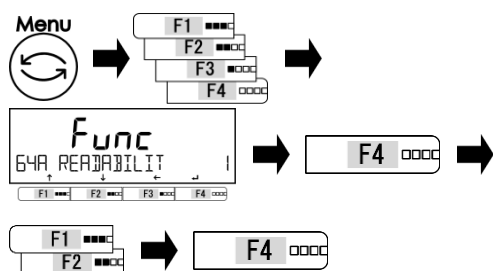 Menu
F1
F2
F3
F4
Func
64A READABILIT 1
F1 F2 F3 F4
F4
F1
F2
F4